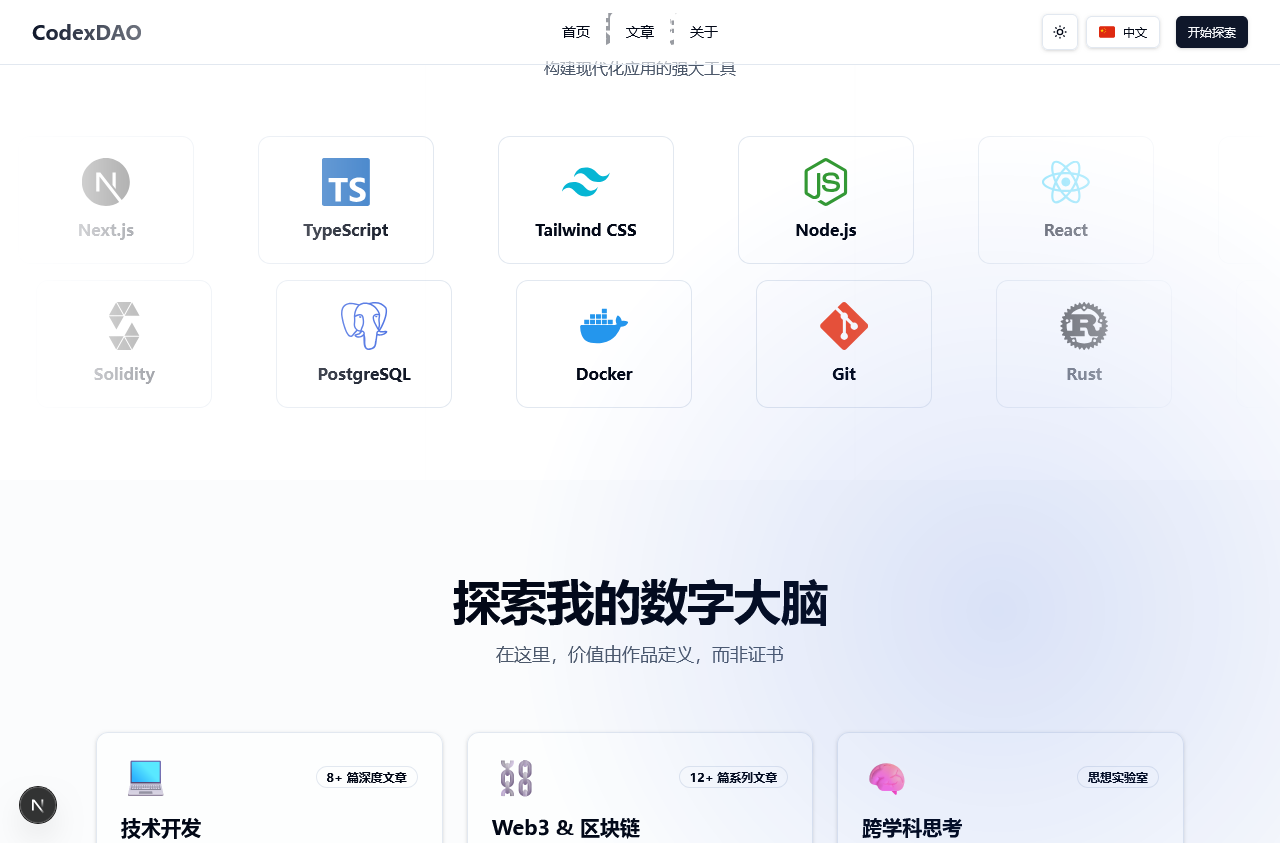 CodexDAO
首页
文章
关于
中文
开始探索
构建现代化应用的强大工具
N
TS
JS
Next.js
TypeScript
Tailwind CSS
Node.js
React
R
Solidity
PostgreSQL
Docker
Git
Rust
探索我的数字大脑
在这里，价值由作品定义，而非证书
8+ 篇深度文章
12+ 篇系列文章
思想实验室
N
技术开发
Web3 & 区块链
跨学科思考